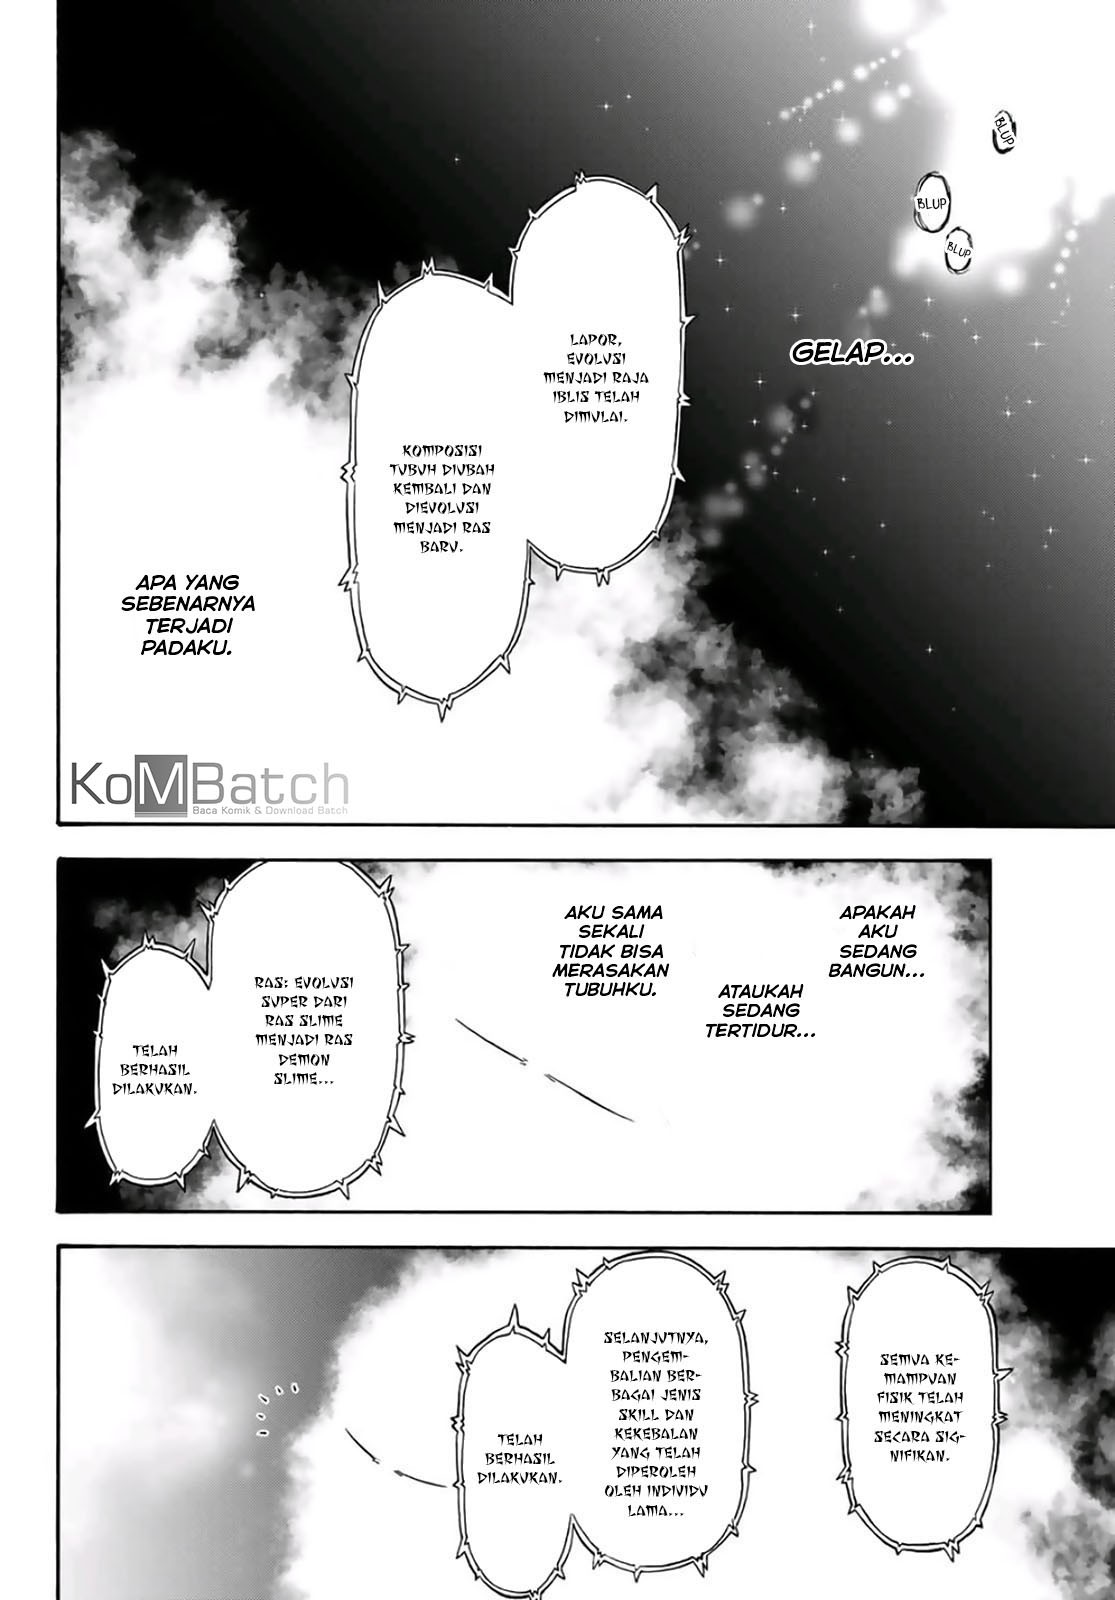 BLUP
BLUP
BLUP
GELAP...
LAPOR,
EVOLUSI
MENJADI RAJA
IBLIS TELAH
DIMULAI.
KOMPOSISI
TUBUH DIUBAH
KEMBALI DAN
DIEVOLUSI
MENJADI RAS
BARU.
APA YANG
SEBENARNYA
TERJADI
PADAKU.
KoMBatch
Baca Komik & Download Batch
APAKAH
AKU
SEDANG
BANGUN...
ATAUKAH
SEDANG
TERTIDUR...
AKU SAMA
SEKALI
TIDAK BISA
MERASAKAN
TUBUHKU.
RAS: EVOLUSI
SUPER DARI
RAS SLIME
MENJADI RAS
DEMON
SLIME...
TELAH
BERHASIL
DILAKUKAN.
SEMUA KE-
MAMPUAN
FISIK TELAH
MENINGKAT
SECARA SIG-
NIFIKAN.
SELANJUTNYA,
PENGEM-
BALIAN BER-
BAGAI JENIS
SKILL DAN
KEKEBALAN
YANG TELAH
DIPEROLEH
OLEH INDIVIDU
LAMA...
TELAH
BERHASIL
DILAKUKAN.